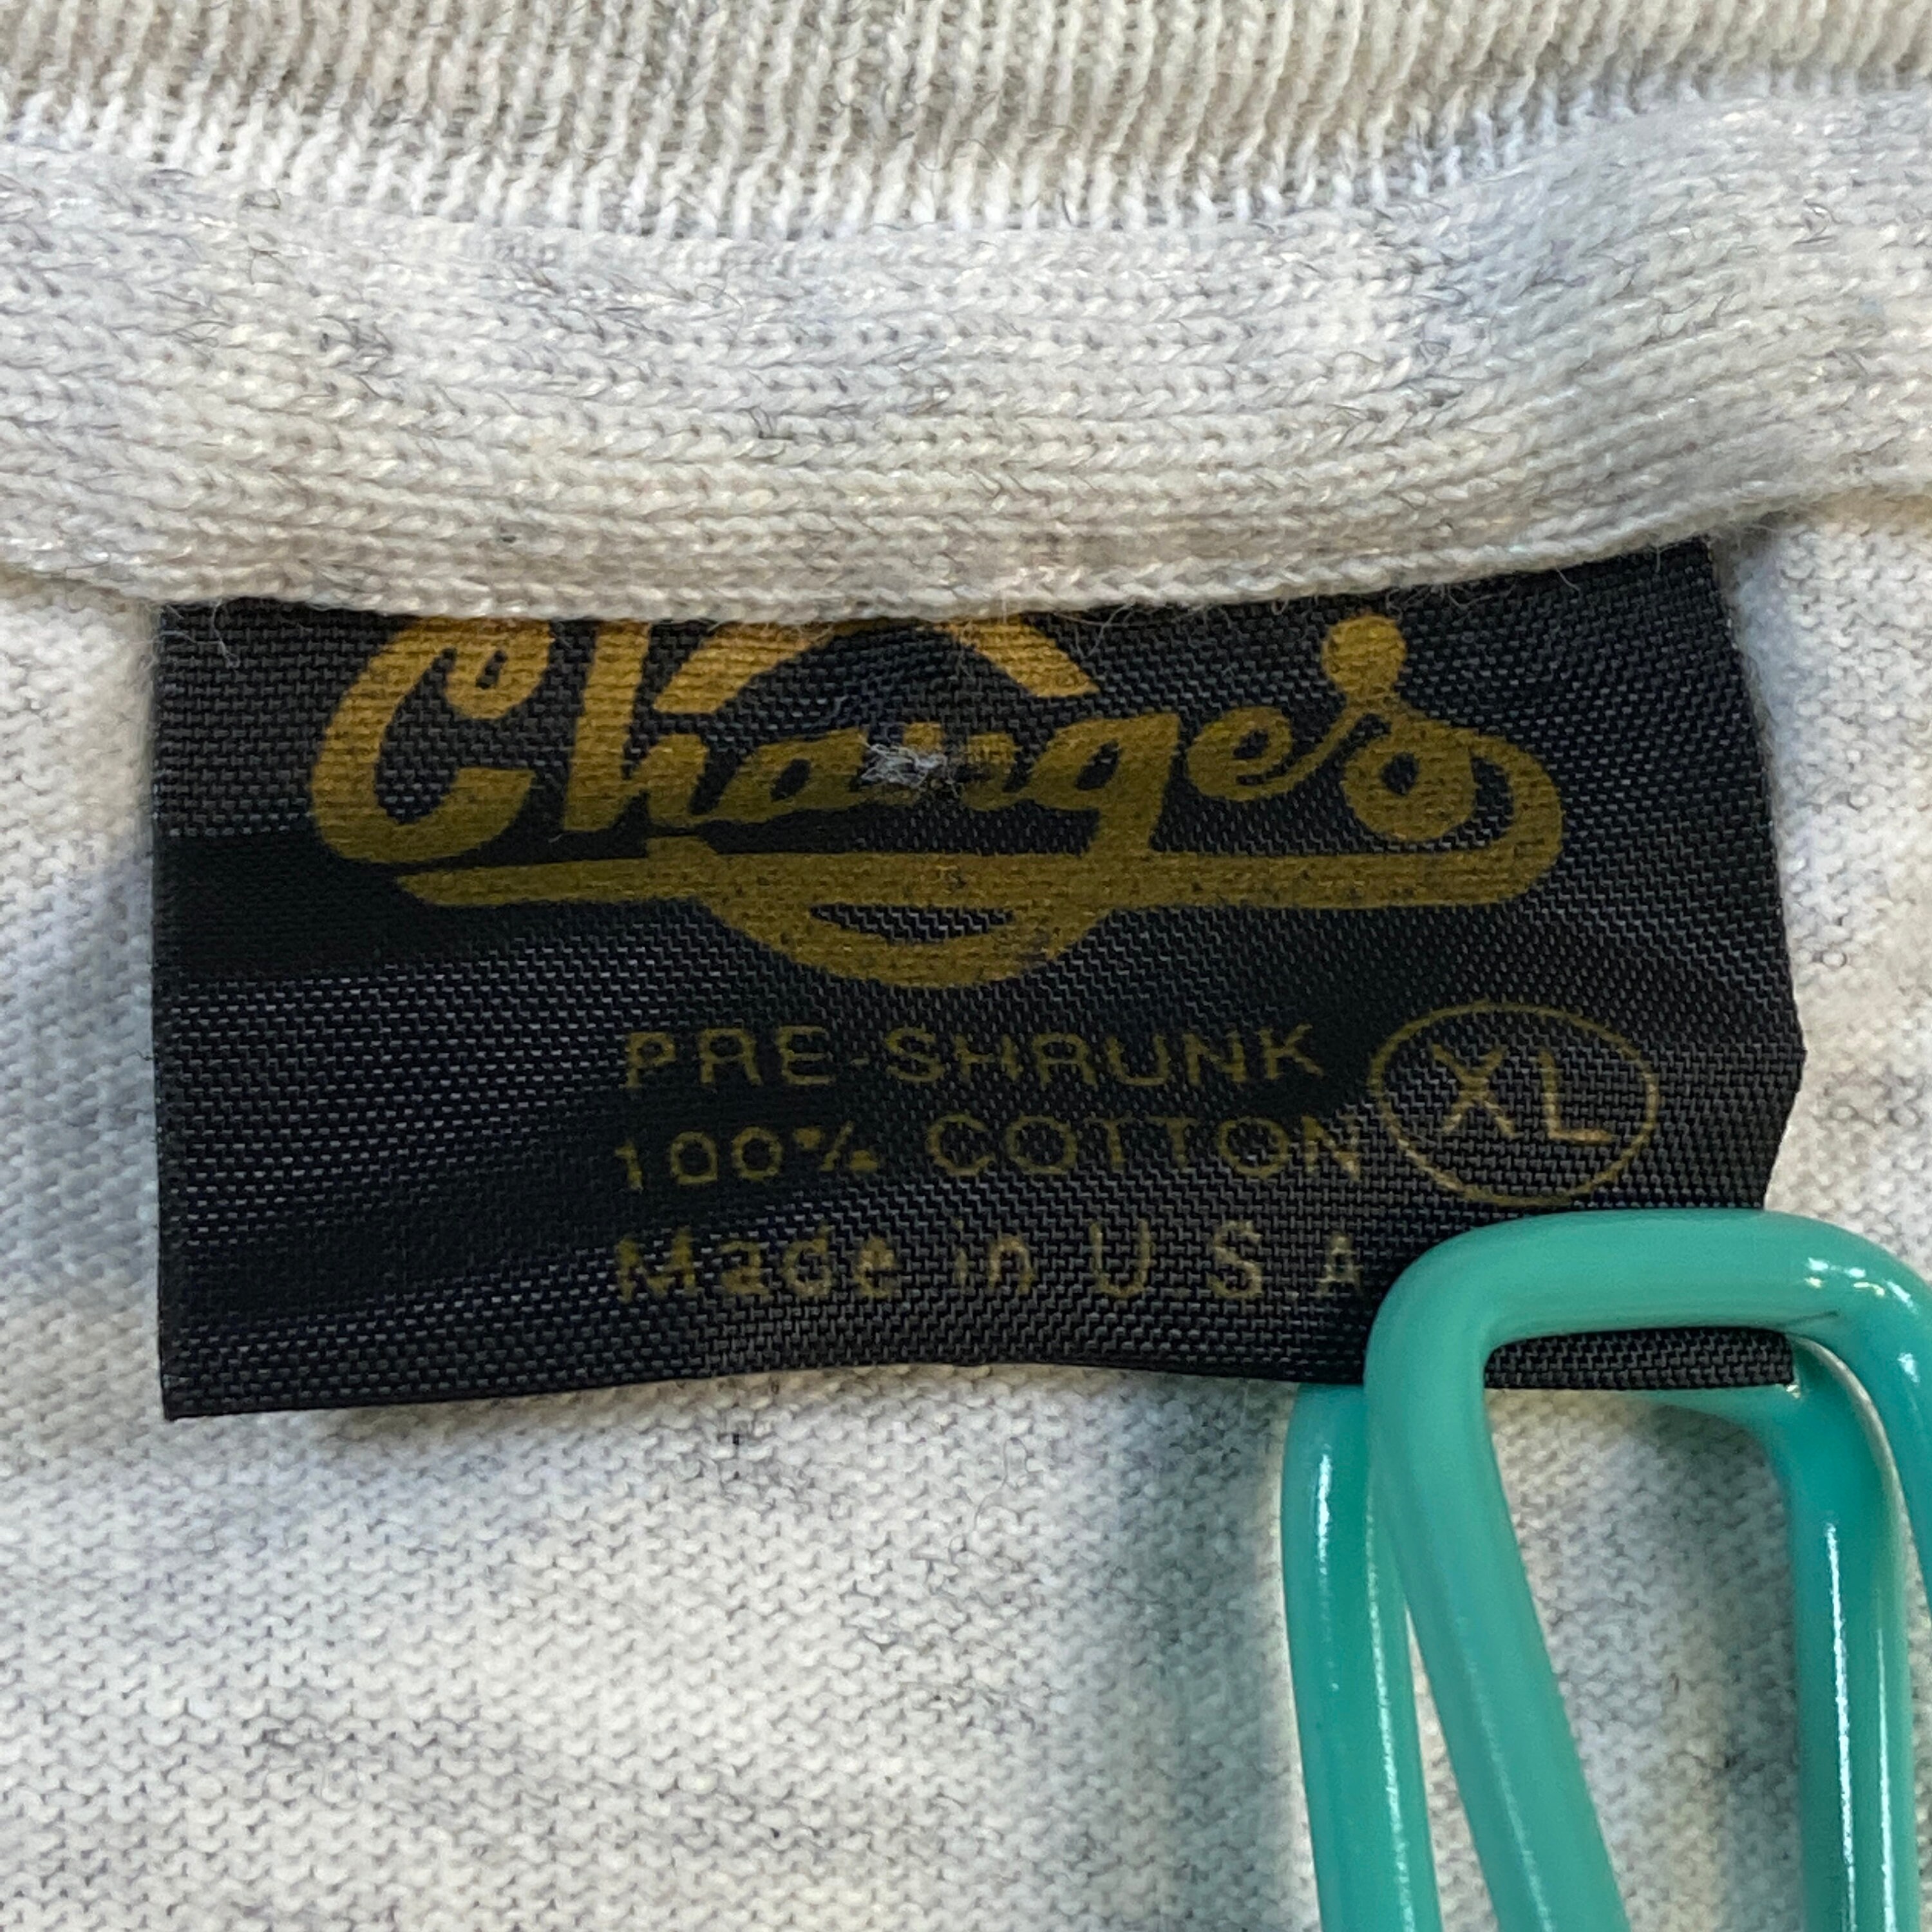 Changes
PRE-SHRUNK
100% COTTON
XL
Made in U.S.A